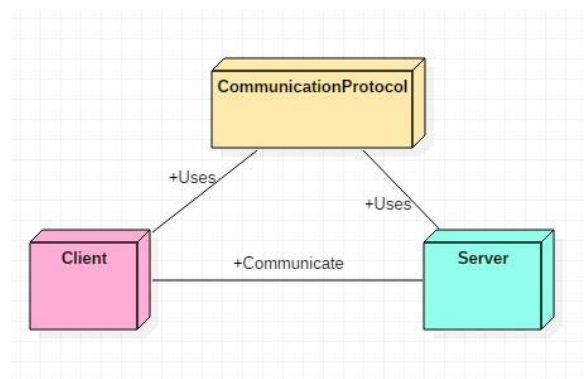 CommunicationProtocol
+Uses
+Uses
Client
+Communicate
Server